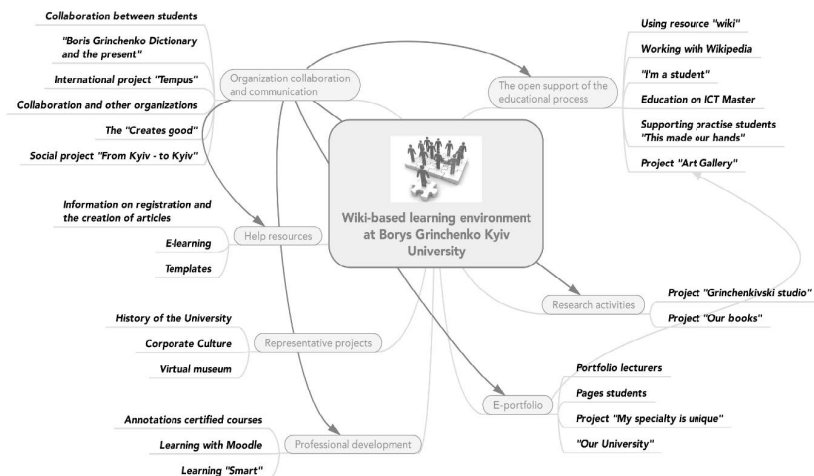 Collaboration between students
"Boris Grinchenko Dictionary
and the present"
International project "Tempus"
Collaboration and other organizations
The "Creates good"
Social project "From Kyiv - to Kyiv"
Organization collaboration
and communication
Information on registration and
the creation of articles
E-learning
Templates
Help resources
History of the University
Corporate Culture
Virtual museum
Representative projects
Annotations certified courses
Learning with Moodle
Learning "Smart"
Professional development
Wiki-based learning environment
at Borys Grinchenko Kyiv
University
The open support of the
educational process
Using resource "wiki"
Working with Wikipedia
"I'm a student"
Education on ICT Master
Supporting practise students
"This made our hands"
Project "Art Gallery"
Research activities
Project "Grinchenkivski studio"
Project "Our books"
E-portfolio
Portfolio lecturers
Pages students
Project "My specialty is unique"
"Our University"